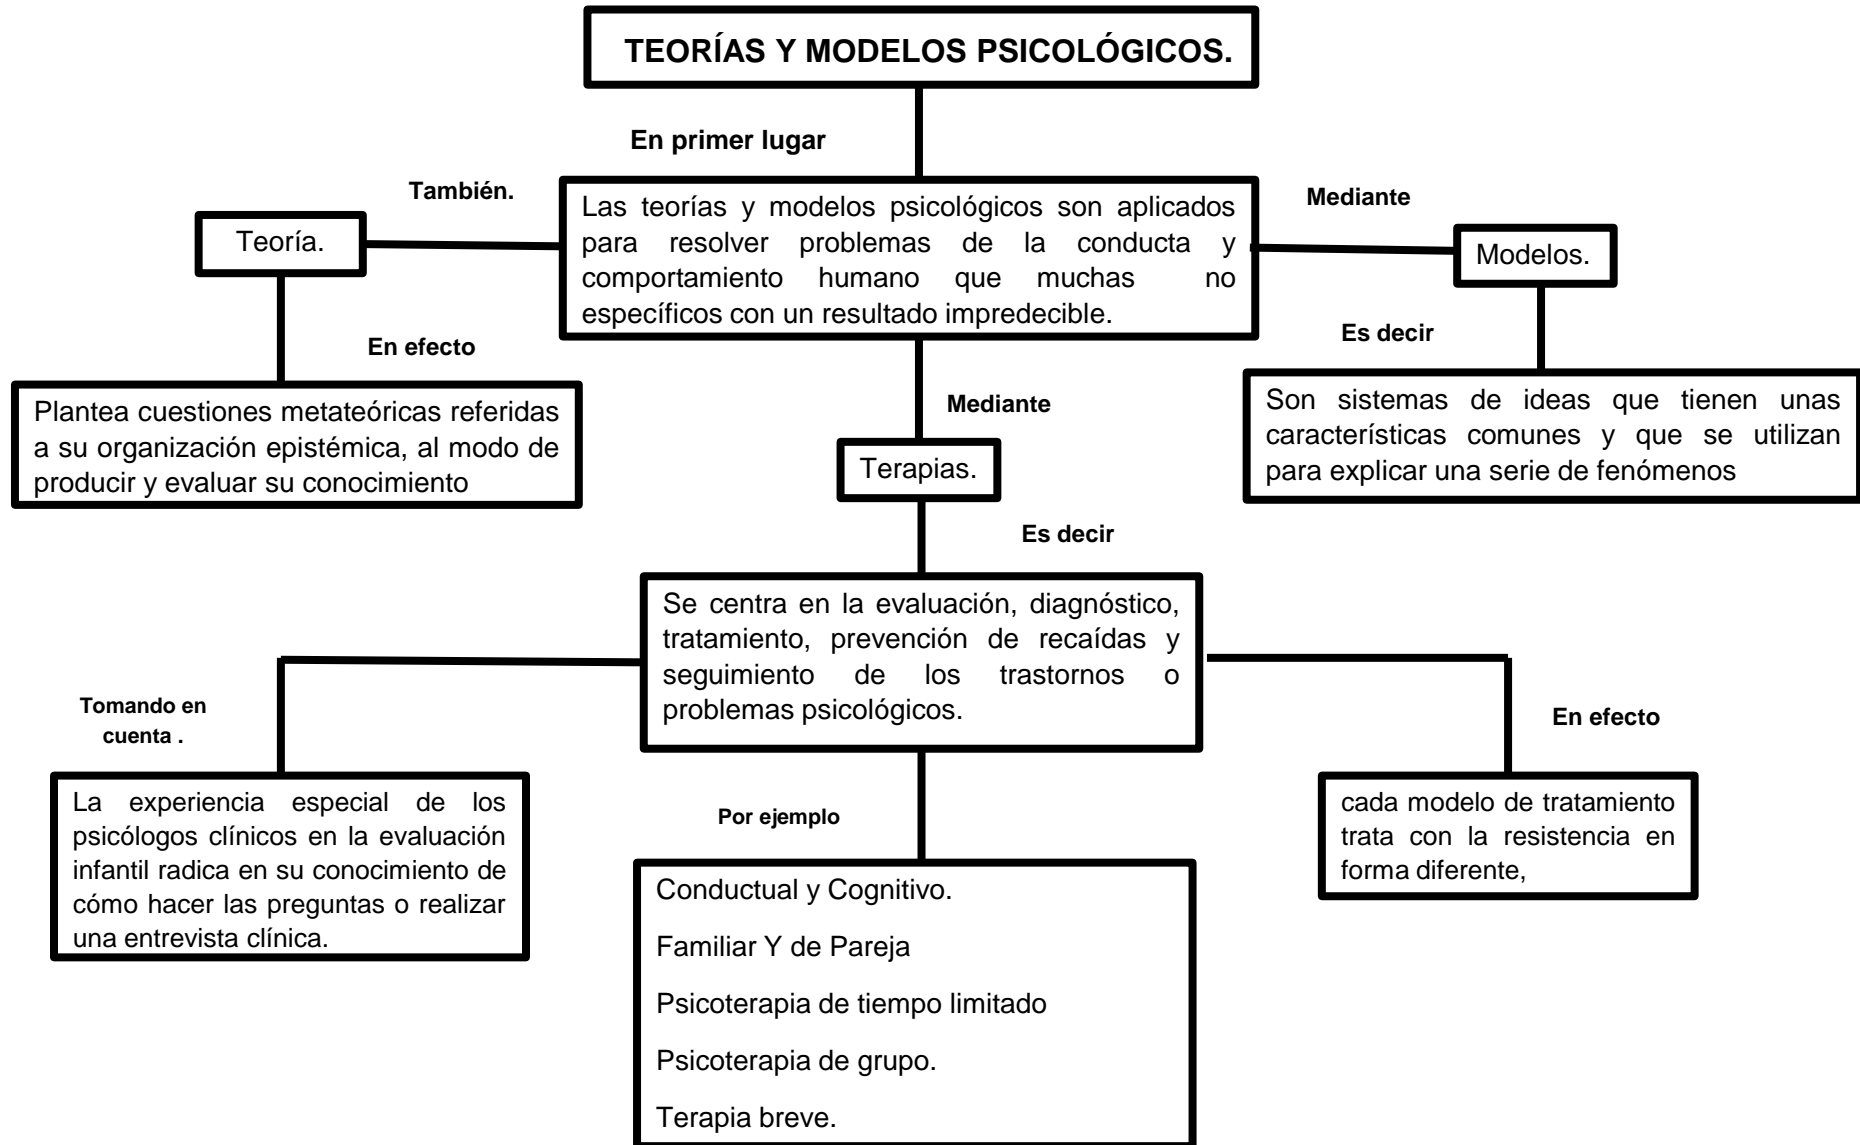 TEORÍAS Y MODELOS PSICOLÓGICOS.
En primer lugar
También.
Mediante
Teoría.
Las teorías y modelos psicológicos son aplicados
para resolver problemas de la conducta y
comportamiento humano que muchas no
específicos con un resultado impredecible.
Modelos.
En efecto
Es decir
Plantea cuestiones metateóricas referidas
a su organización epistémica, al modo de
producir y evaluar su conocimiento
Mediante
Son sistemas de ideas que tienen unas
características comunes y que se utilizan
para explicar una serie de fenómenos
Terapias.
Es decir
Se centra en la evaluación, diagnóstico,
tratamiento, prevención de recaídas y
seguimiento de los trastornos o
problemas psicológicos.
Tomando en
cuenta .
En efecto
La experiencia especial de los
psicólogos clínicos en la evaluación
infantil radica en su conocimiento de
cómo hacer las preguntas o realizar
una entrevista clínica.
Por ejemplo
cada modelo de tratamiento
trata con la resistencia en
forma diferente,
Conductual y Cognitivo.
Familiar Y de Pareja
Psicoterapia de tiempo limitado
Psicoterapia de grupo.
Terapia breve.